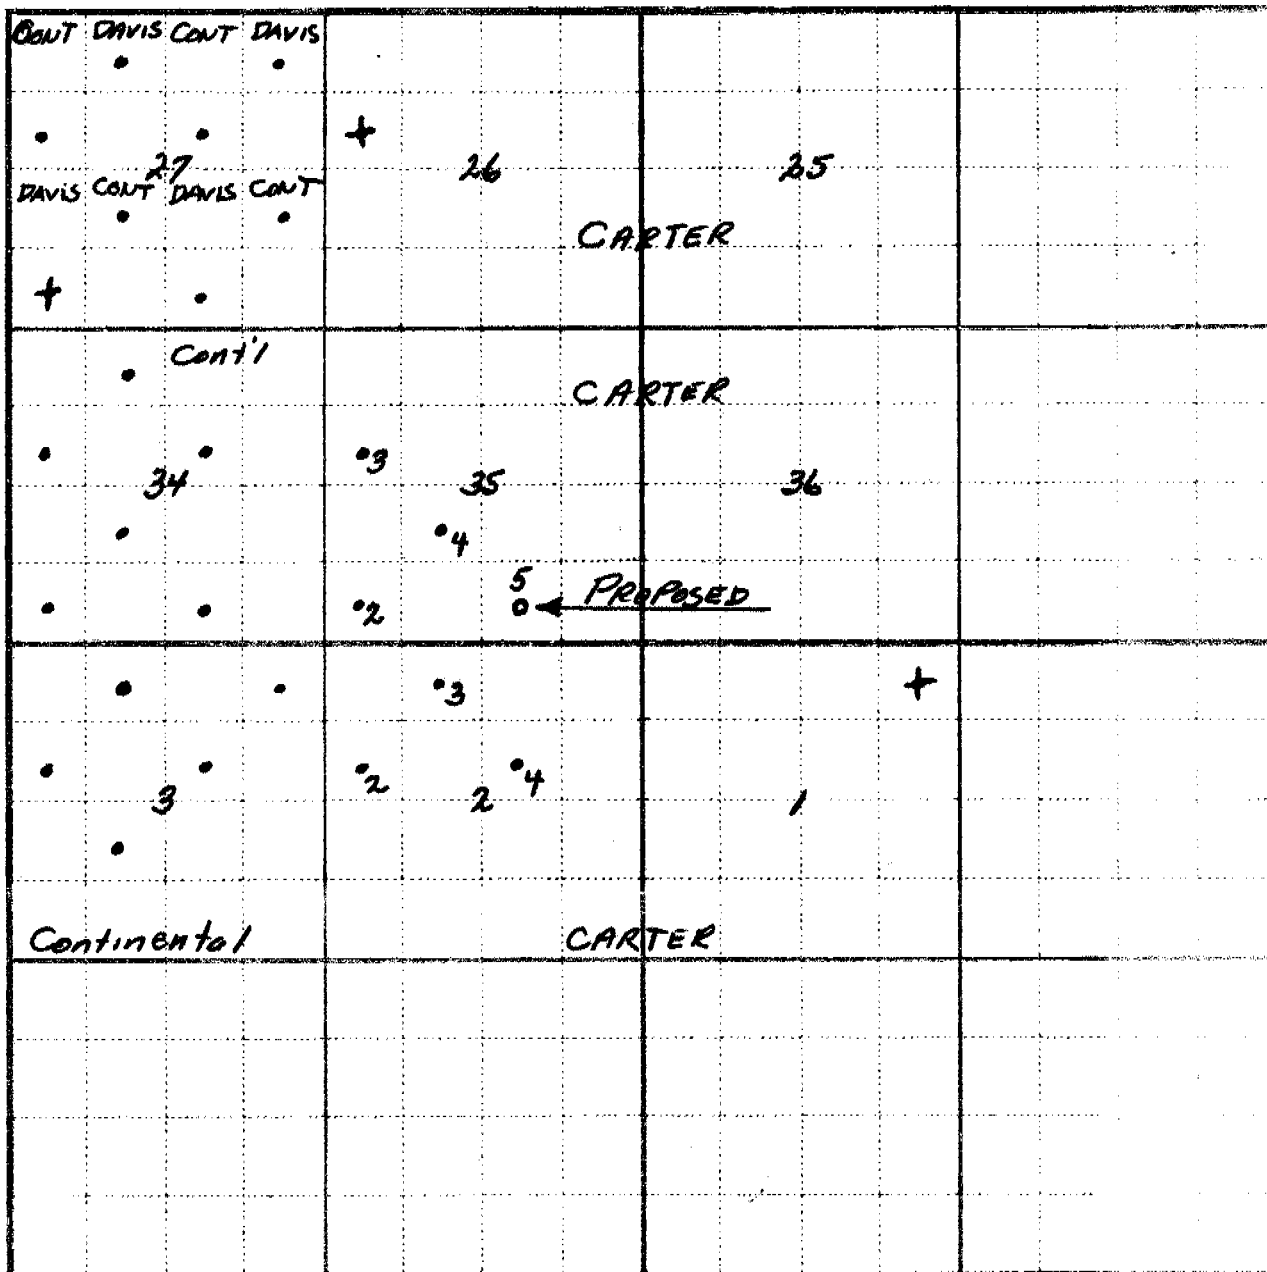 CONT DAVIS CONT DAVIS
27 26 25
DAVIS CONT DAVIS CONT
CARTER
Cont'l
CARTER
3
34 35 36
4
5
PROPOSED
2
3
2 4
3 2 1
Continental CARTER